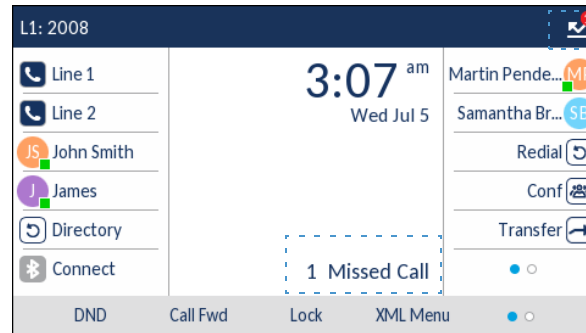 L1: 2008
Line 1
Line 2
JS John Smith
J James
Directory
Connect
3:07 am
Wed Jul 5
1 Missed Call
Martin Pende...
Samantha Br... SB
Redial
Conf
Transfer
DND Call Fwd Lock XML Menu